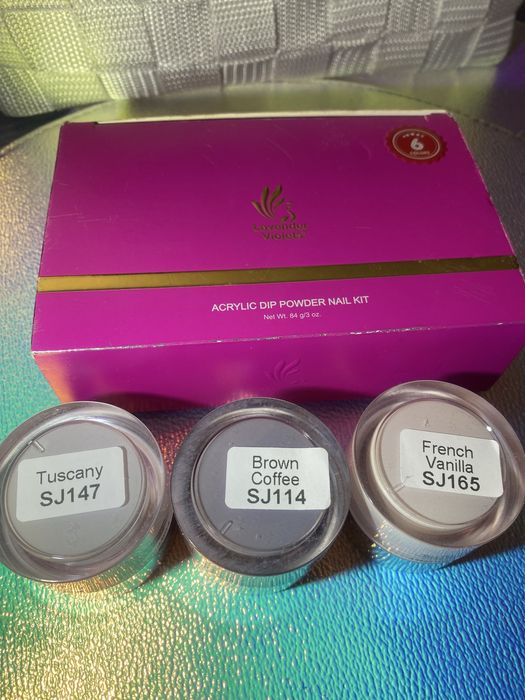 6
COLORS
Lavender
Violets
ACRYLIC DIP POWDER NAIL KIT
Net Wt. 84 g/3 oz.
Tuscany
SJ147
Brown
Coffee
SJ114
French
Vanilla
SJ165